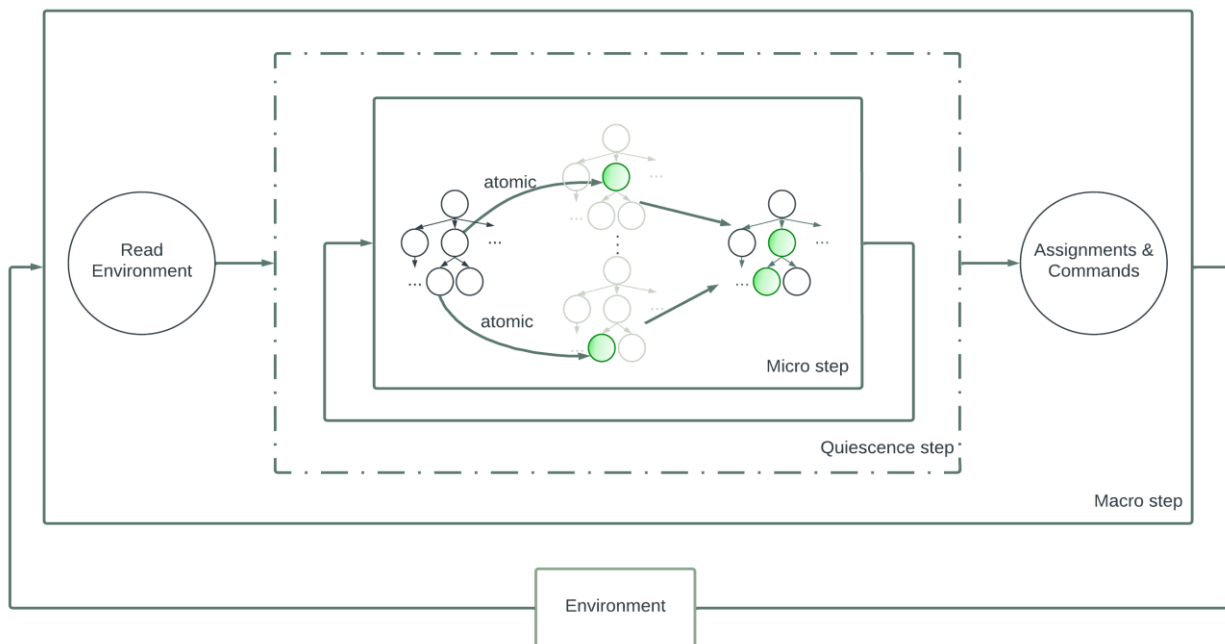 atomic
...
Read
Environment
...
...
...
...
...
Assignments &
Commands
...
atomic
...
Micro step
Quiescence step
Macro step
Environment